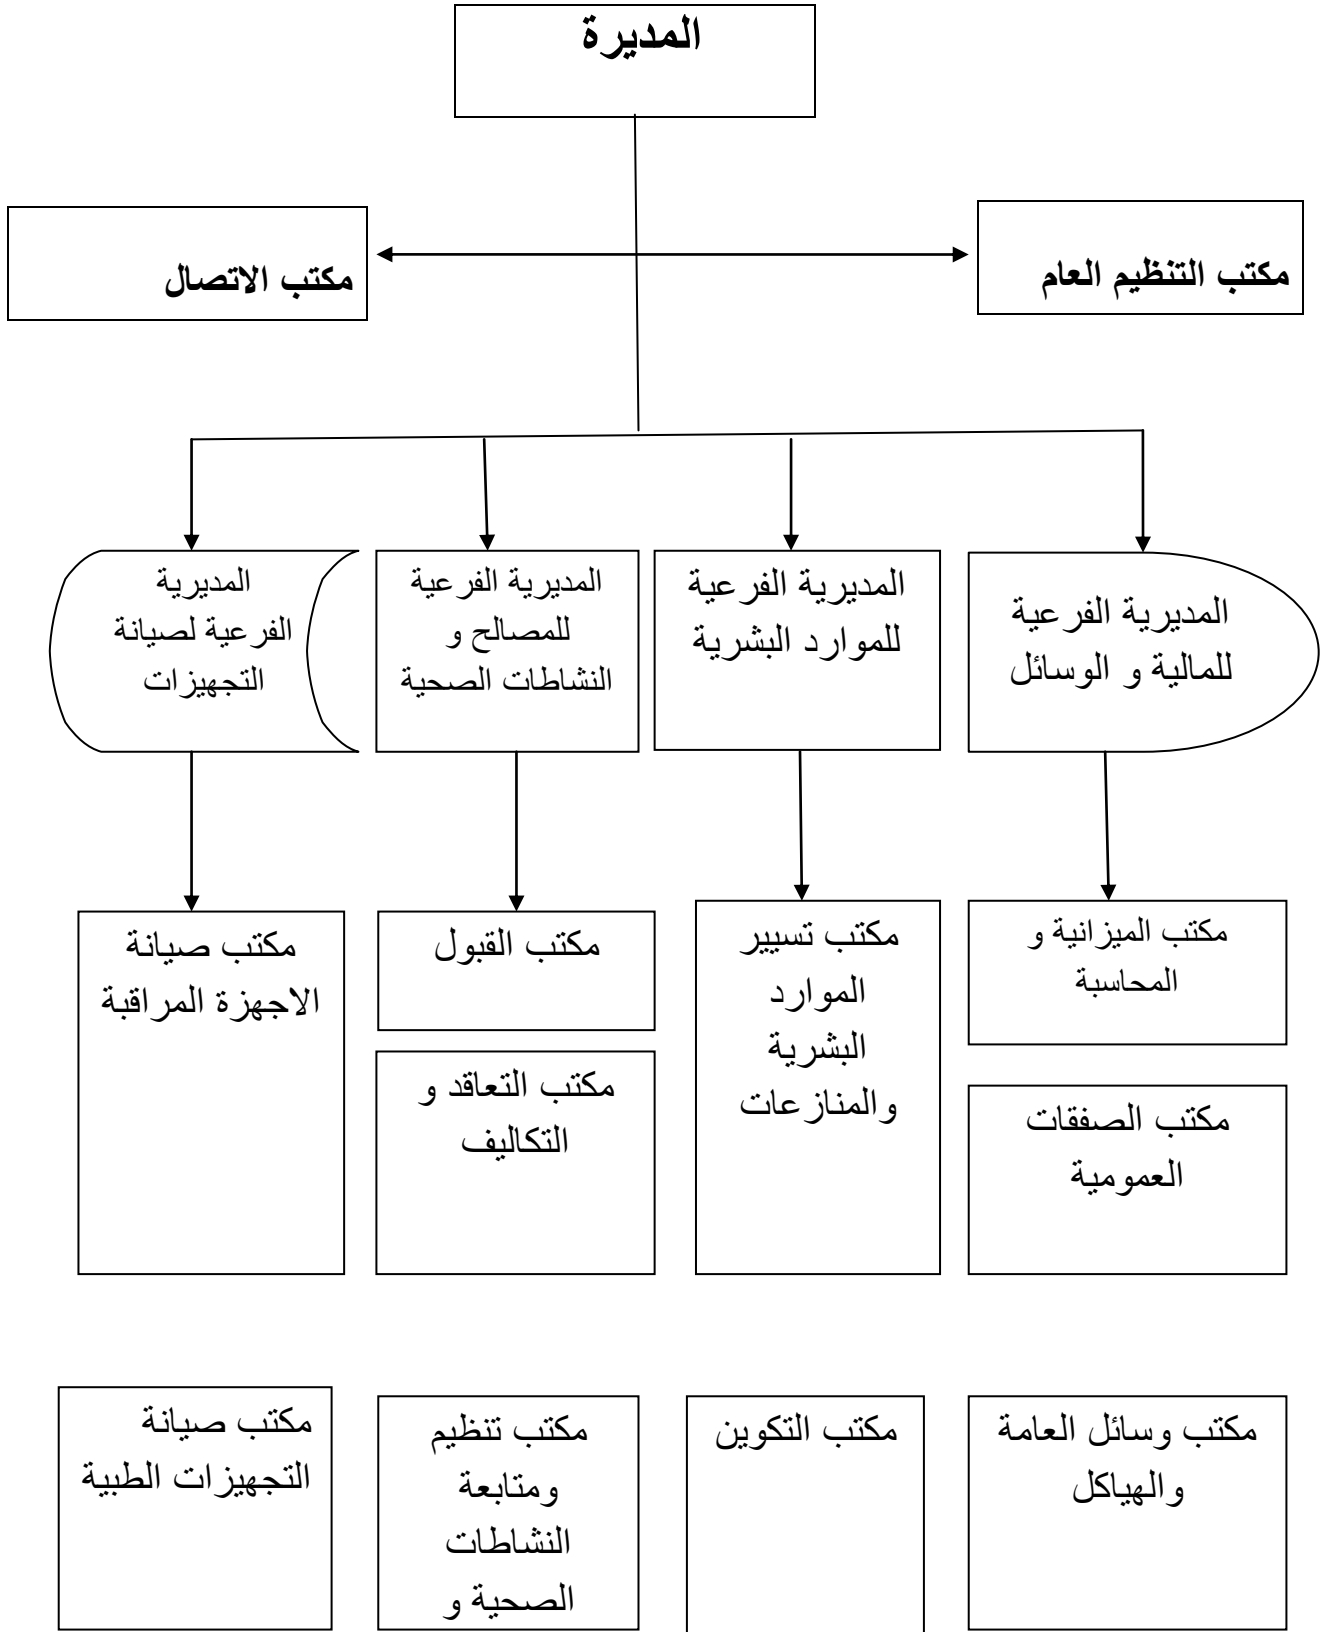 المديرة
مكتب التنظيم العام
مكتب الاتصال
المديرية الفرعية
للمالية و الوسائل
المديرية الفرعية
للموارد البشرية
المديرية الفرعية
للمصالح و
النشاطات الصحية
المديرية
الفرعية لصيانة
التجهيزات
مكتب الميزانية و
المحاسبة
مكتب الصفقات
العمومية
مكتب تسيير
الموارد
البشرية
والمنازعات
مكتب القبول
مكتب التعاقد و
التكاليف
مكتب صيانة
الاجهزة المراقبة
مكتب وسائل العامة
والهياكل
مكتب التكوين
مكتب تنظيم
ومتابعة
النشاطات
الصحية و
مكتب صيانة
التجهيزات الطبية